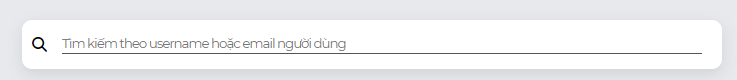 Tìm kiếm theo username hoặc email người dùng